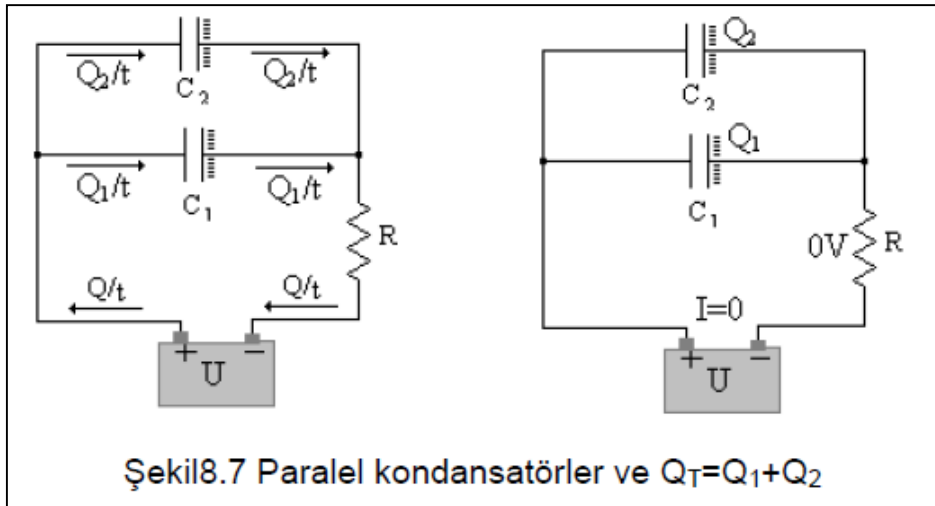 Q₂/t Q₂/t
C₂
Q₁/t Q₁/t
C₁
R
Q/t Q/t
+ −
U
Q₂
C₂
Q₁
C₁
0V R
I=0
+ −
U
Şekil8.7 Paralel kondansatörler ve Q_T=Q₁+Q₂